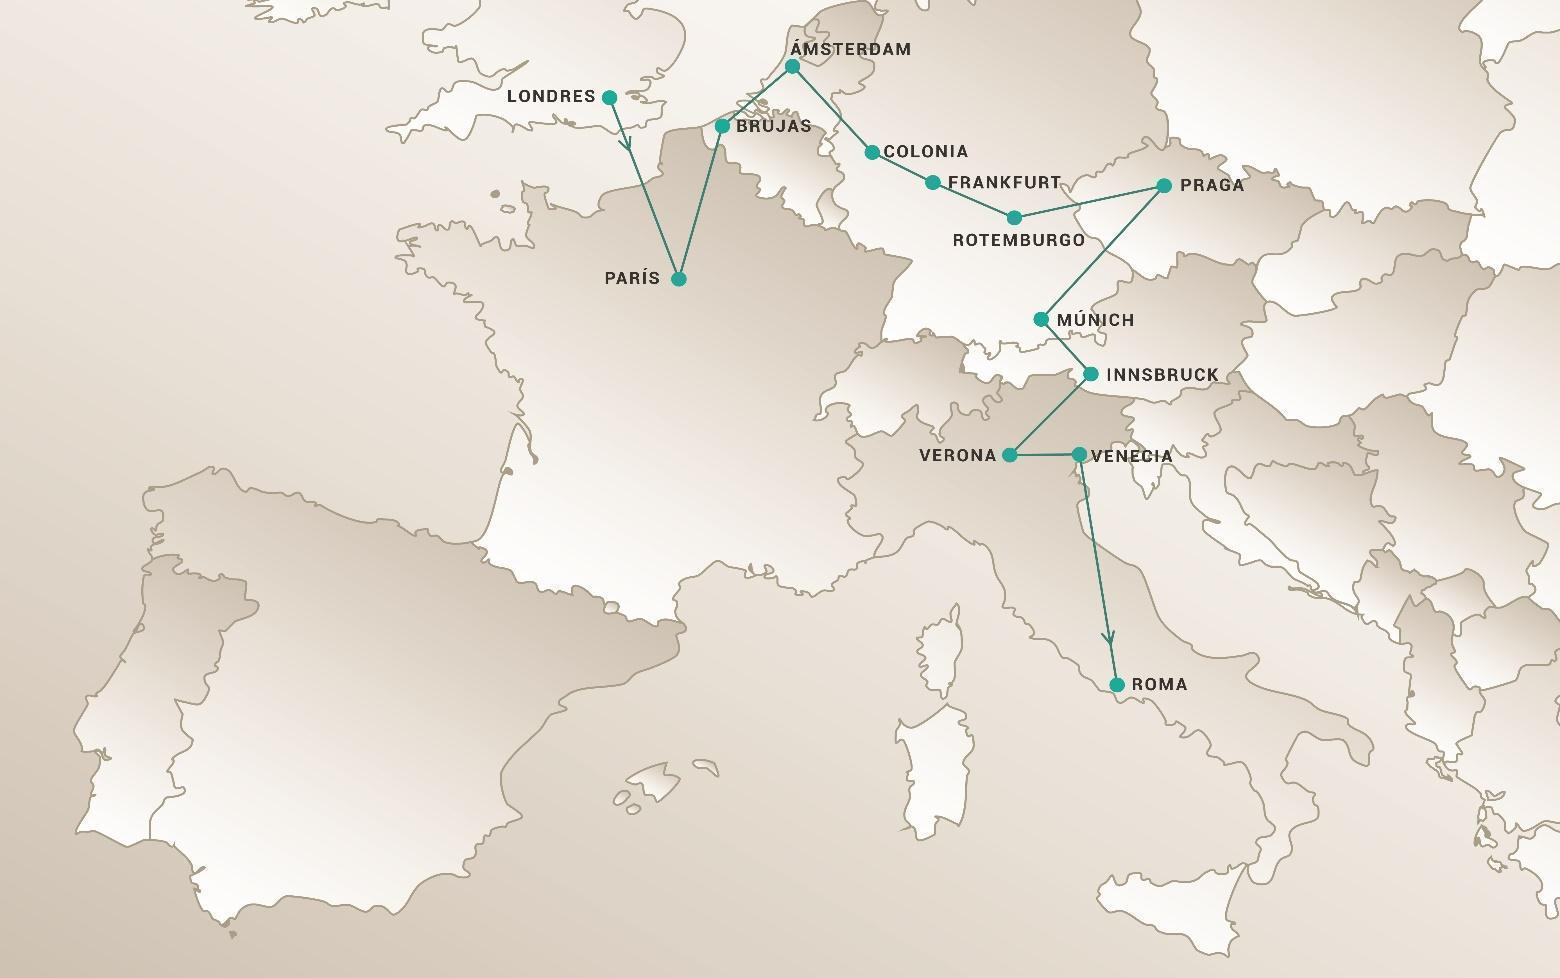 ÁMSTERDAM
LONDRES
BRUJAS
COLONIA
FRANKFURT
PRAGA
ROTEMBURGO
PARÍS
MÚNICH
INNSBRUCK
VERONA
VENECIA
ROMA